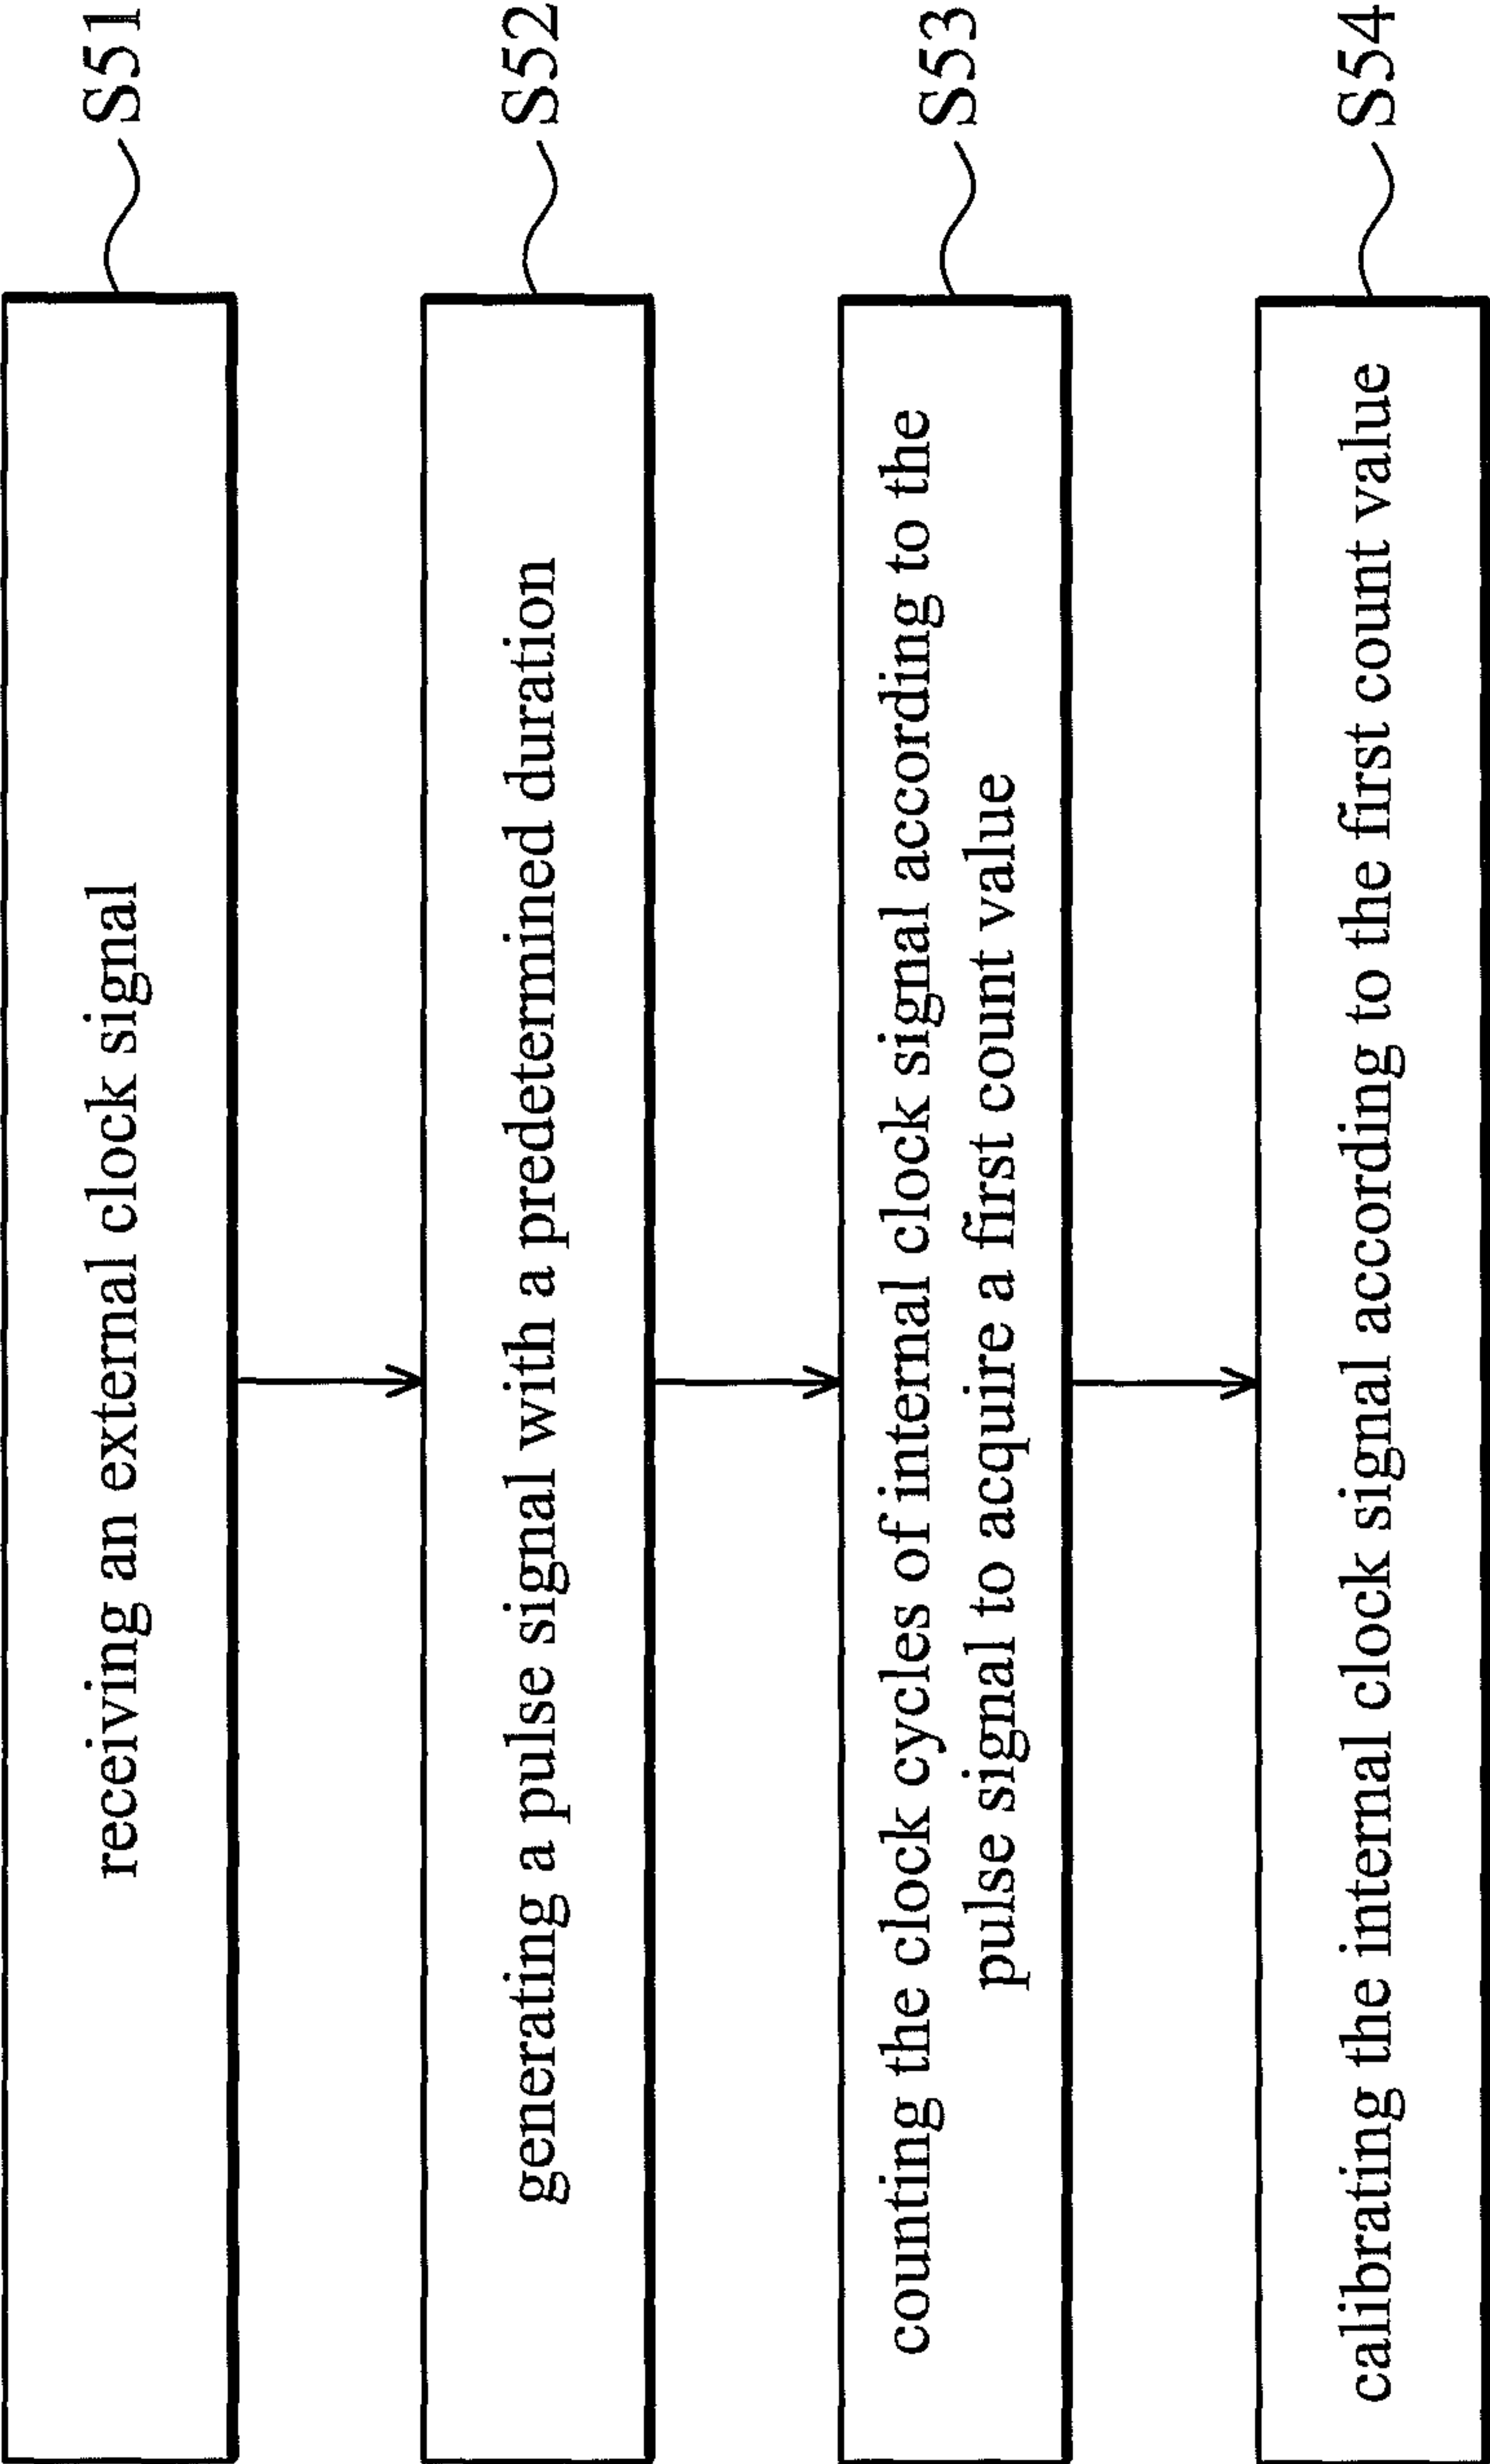 receiving an external clock signal
S51
generating a pulse signal with a predetermined duration
S52
counting the clock cycles of internal clock signal according to the
pulse signal to acquire a first count value
S53
calibrating the internal clock signal according to the first count value
S54